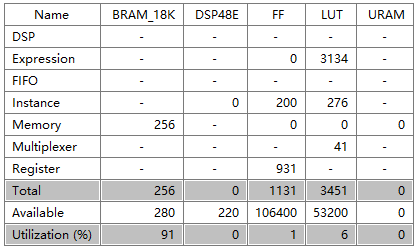 Name BRAM_18K DSP48E FF LUT URAM
DSP - - - - -
Expression - - 0 3134 -
FIFO - - - - -
Instance - 0 200 276 -
Memory 256 - 0 0 0
Multiplexer - - - 41 -
Register - - 931 - -
Total 256 0 1131 3451 0
Available 280 220 106400 53200 0
Utilization (%) 91 0 1 6 0